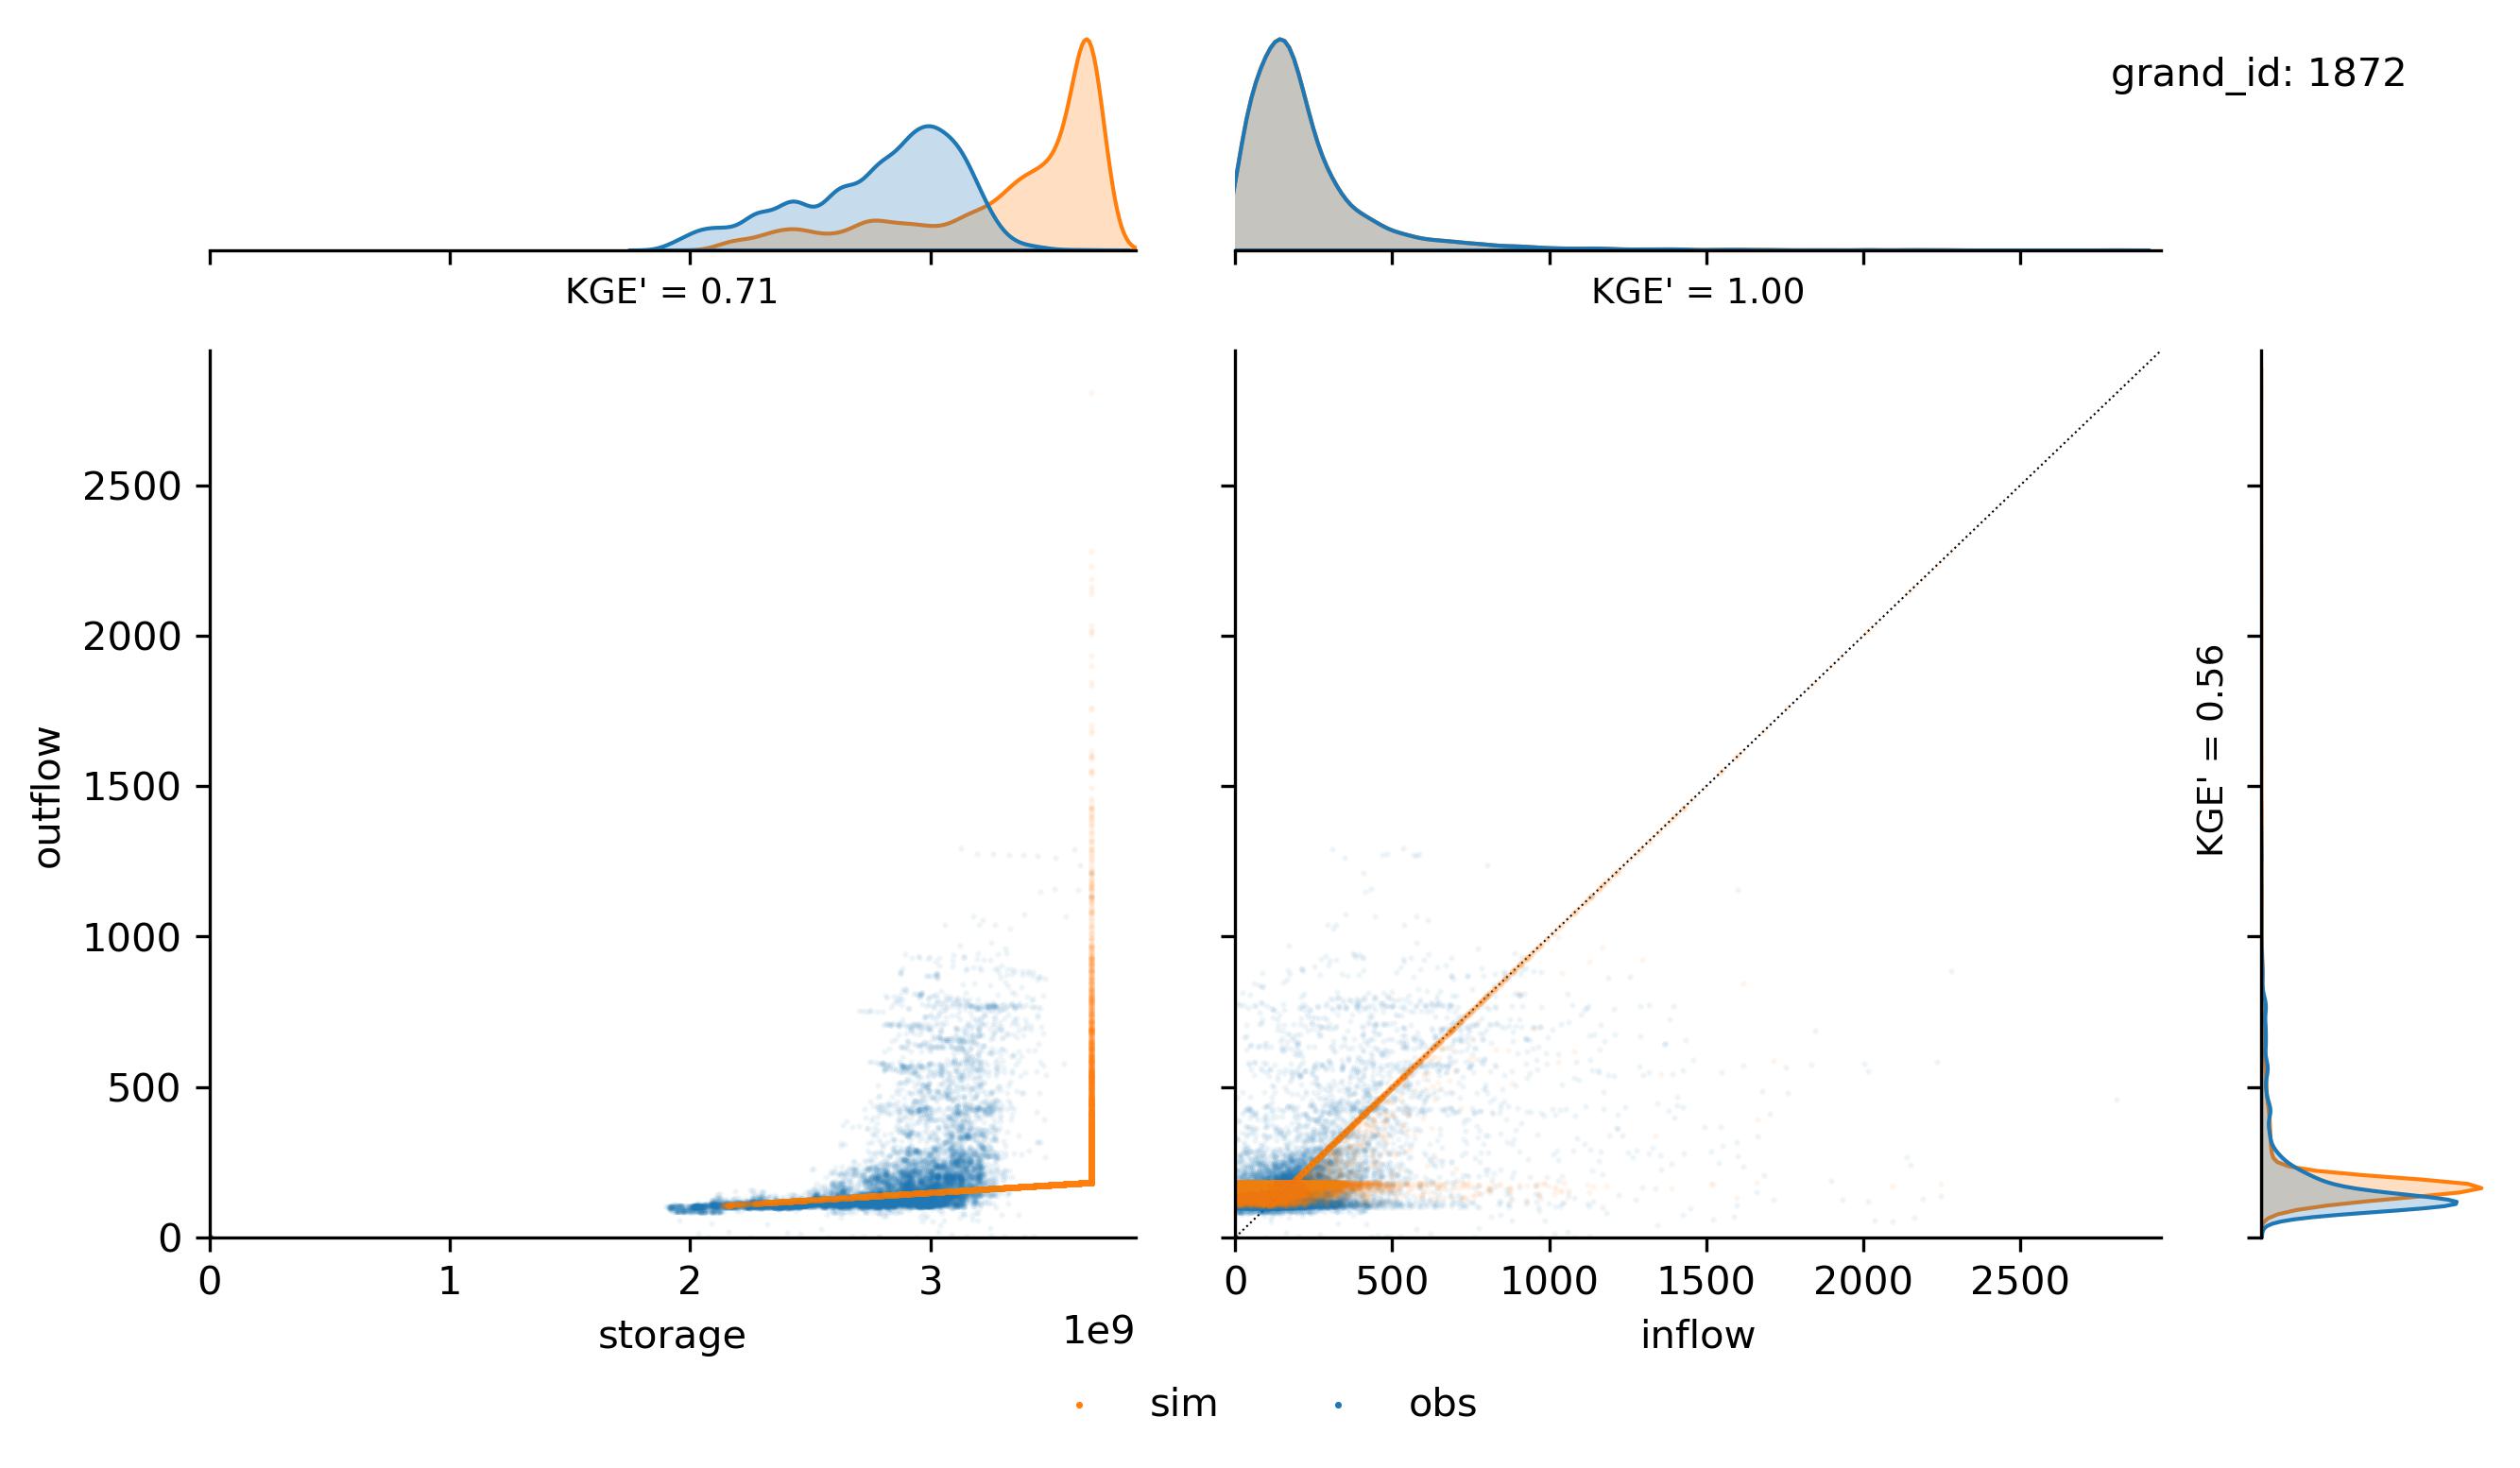 grand_id: 1872
KGE' = 0.71
KGE' = 1.00
outflow
2500
2000
1500
1000
500
0
KGE' = 0.56
0 1 2 3
1e9
storage
0 500 1000 1500 2000 2500
inflow
sim obs